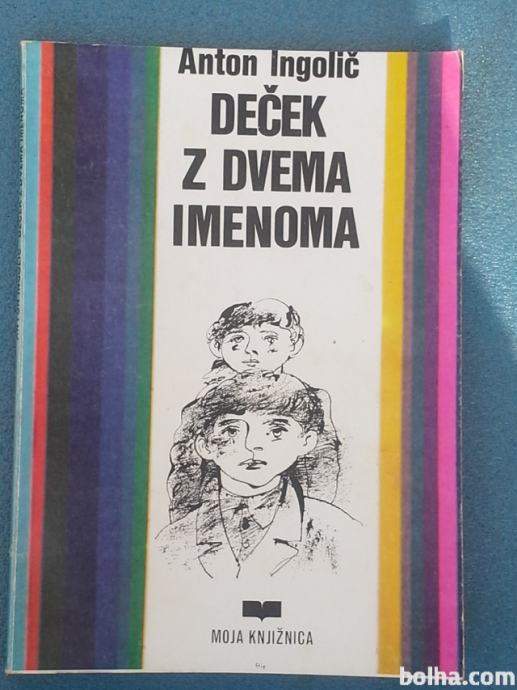 Anton Ingolič
DEČEK
Z DVEMA
IMENOMA
MOJA KNJIŽNICA
bolha.com